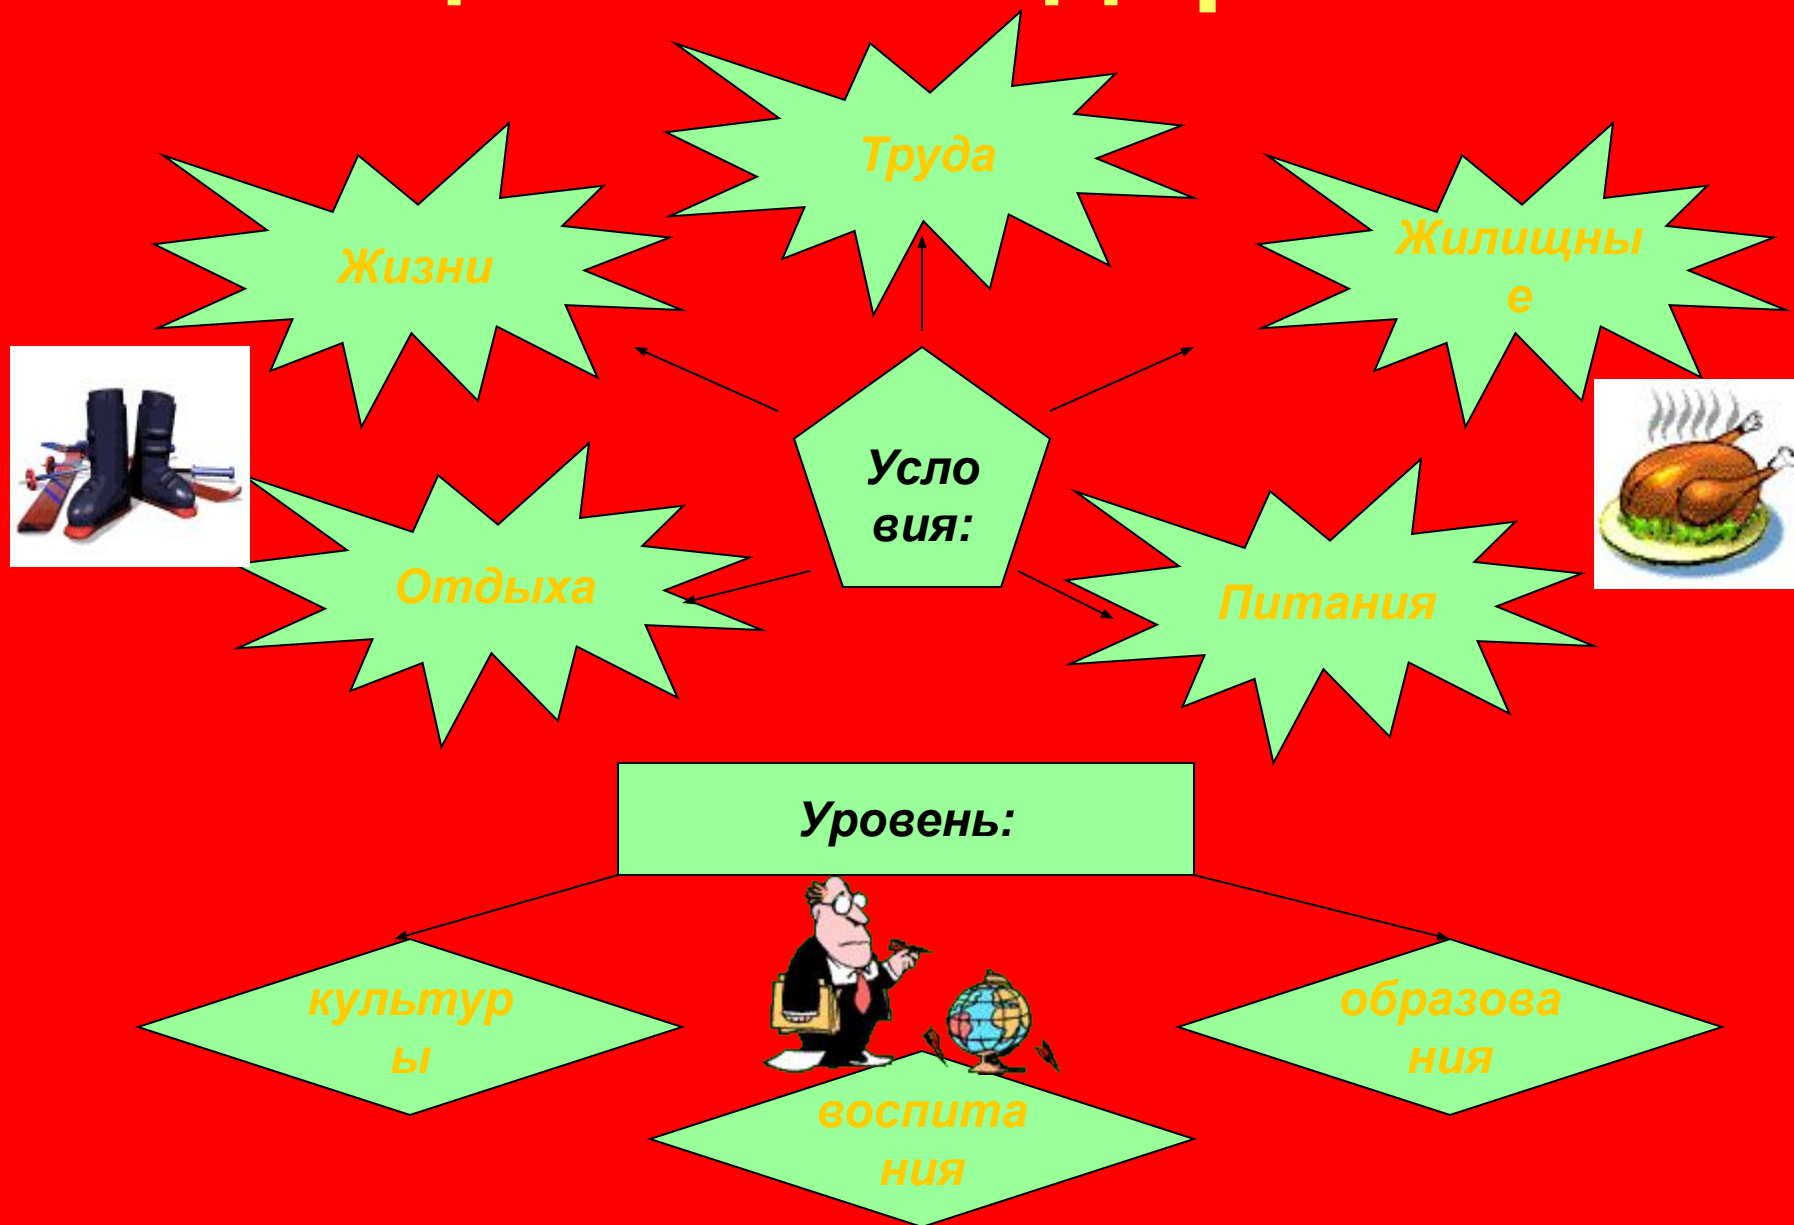 Труда
Жизни
Жилищны
е
Усло
вия:
Отдыха
Питания
Уровень:
культур
ы
образова
ния
воспита
ния